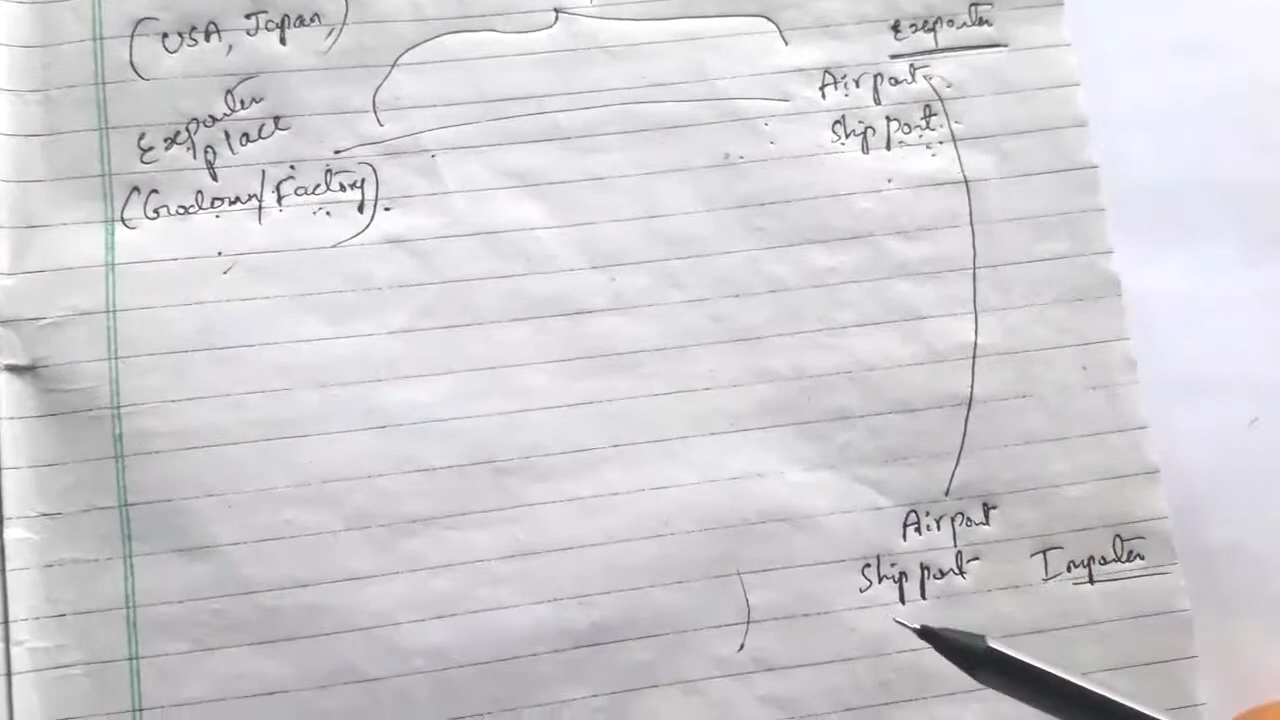 (USA, Japan,)
Exporter
place
(Godown/Factory).
Exporter
Airport
Ship port
Airport
Ship port
Importer